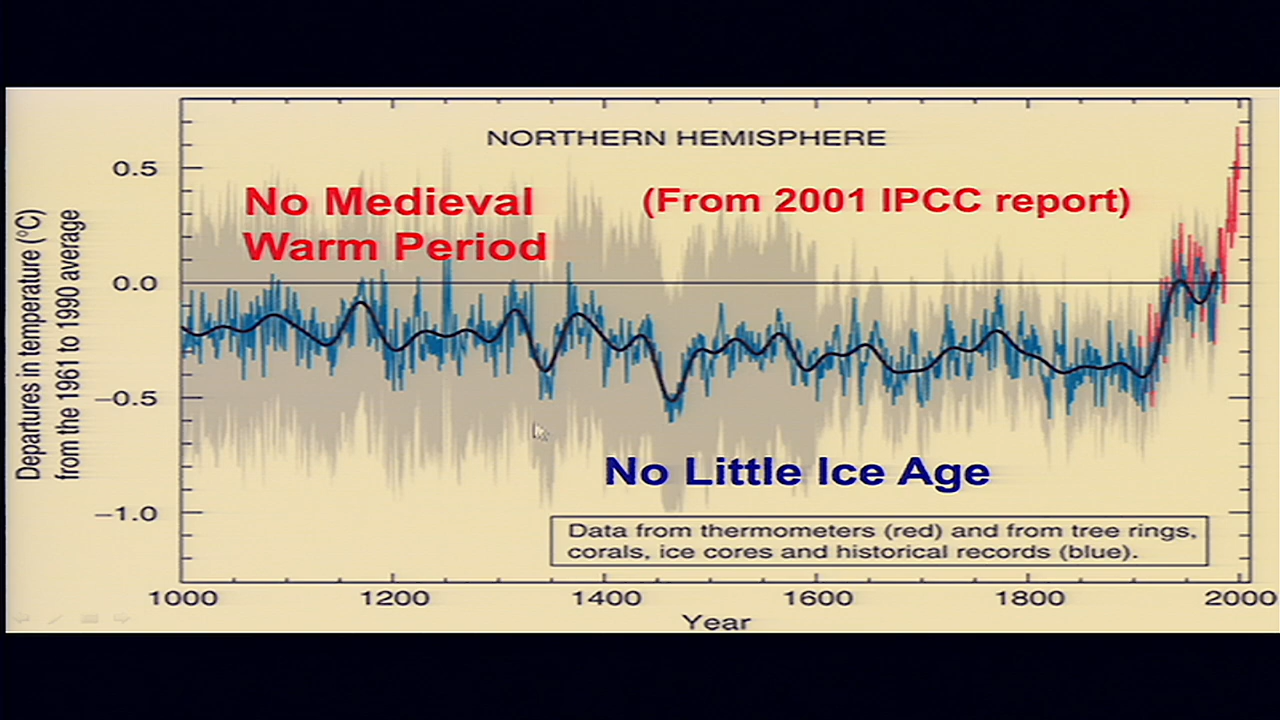 NORTHERN HEMISPHERE
0.5
No Medieval
Warm Period
(From 2001 IPCC report)
0.0
Departures in temperature (°C)
from the 1961 to 1990 average
−0.5
No Little Ice Age
−1.0
Data from thermometers (red) and from tree rings,
corals, ice cores and historical records (blue).
1000 1200 1400 1600 1800 2000
Year